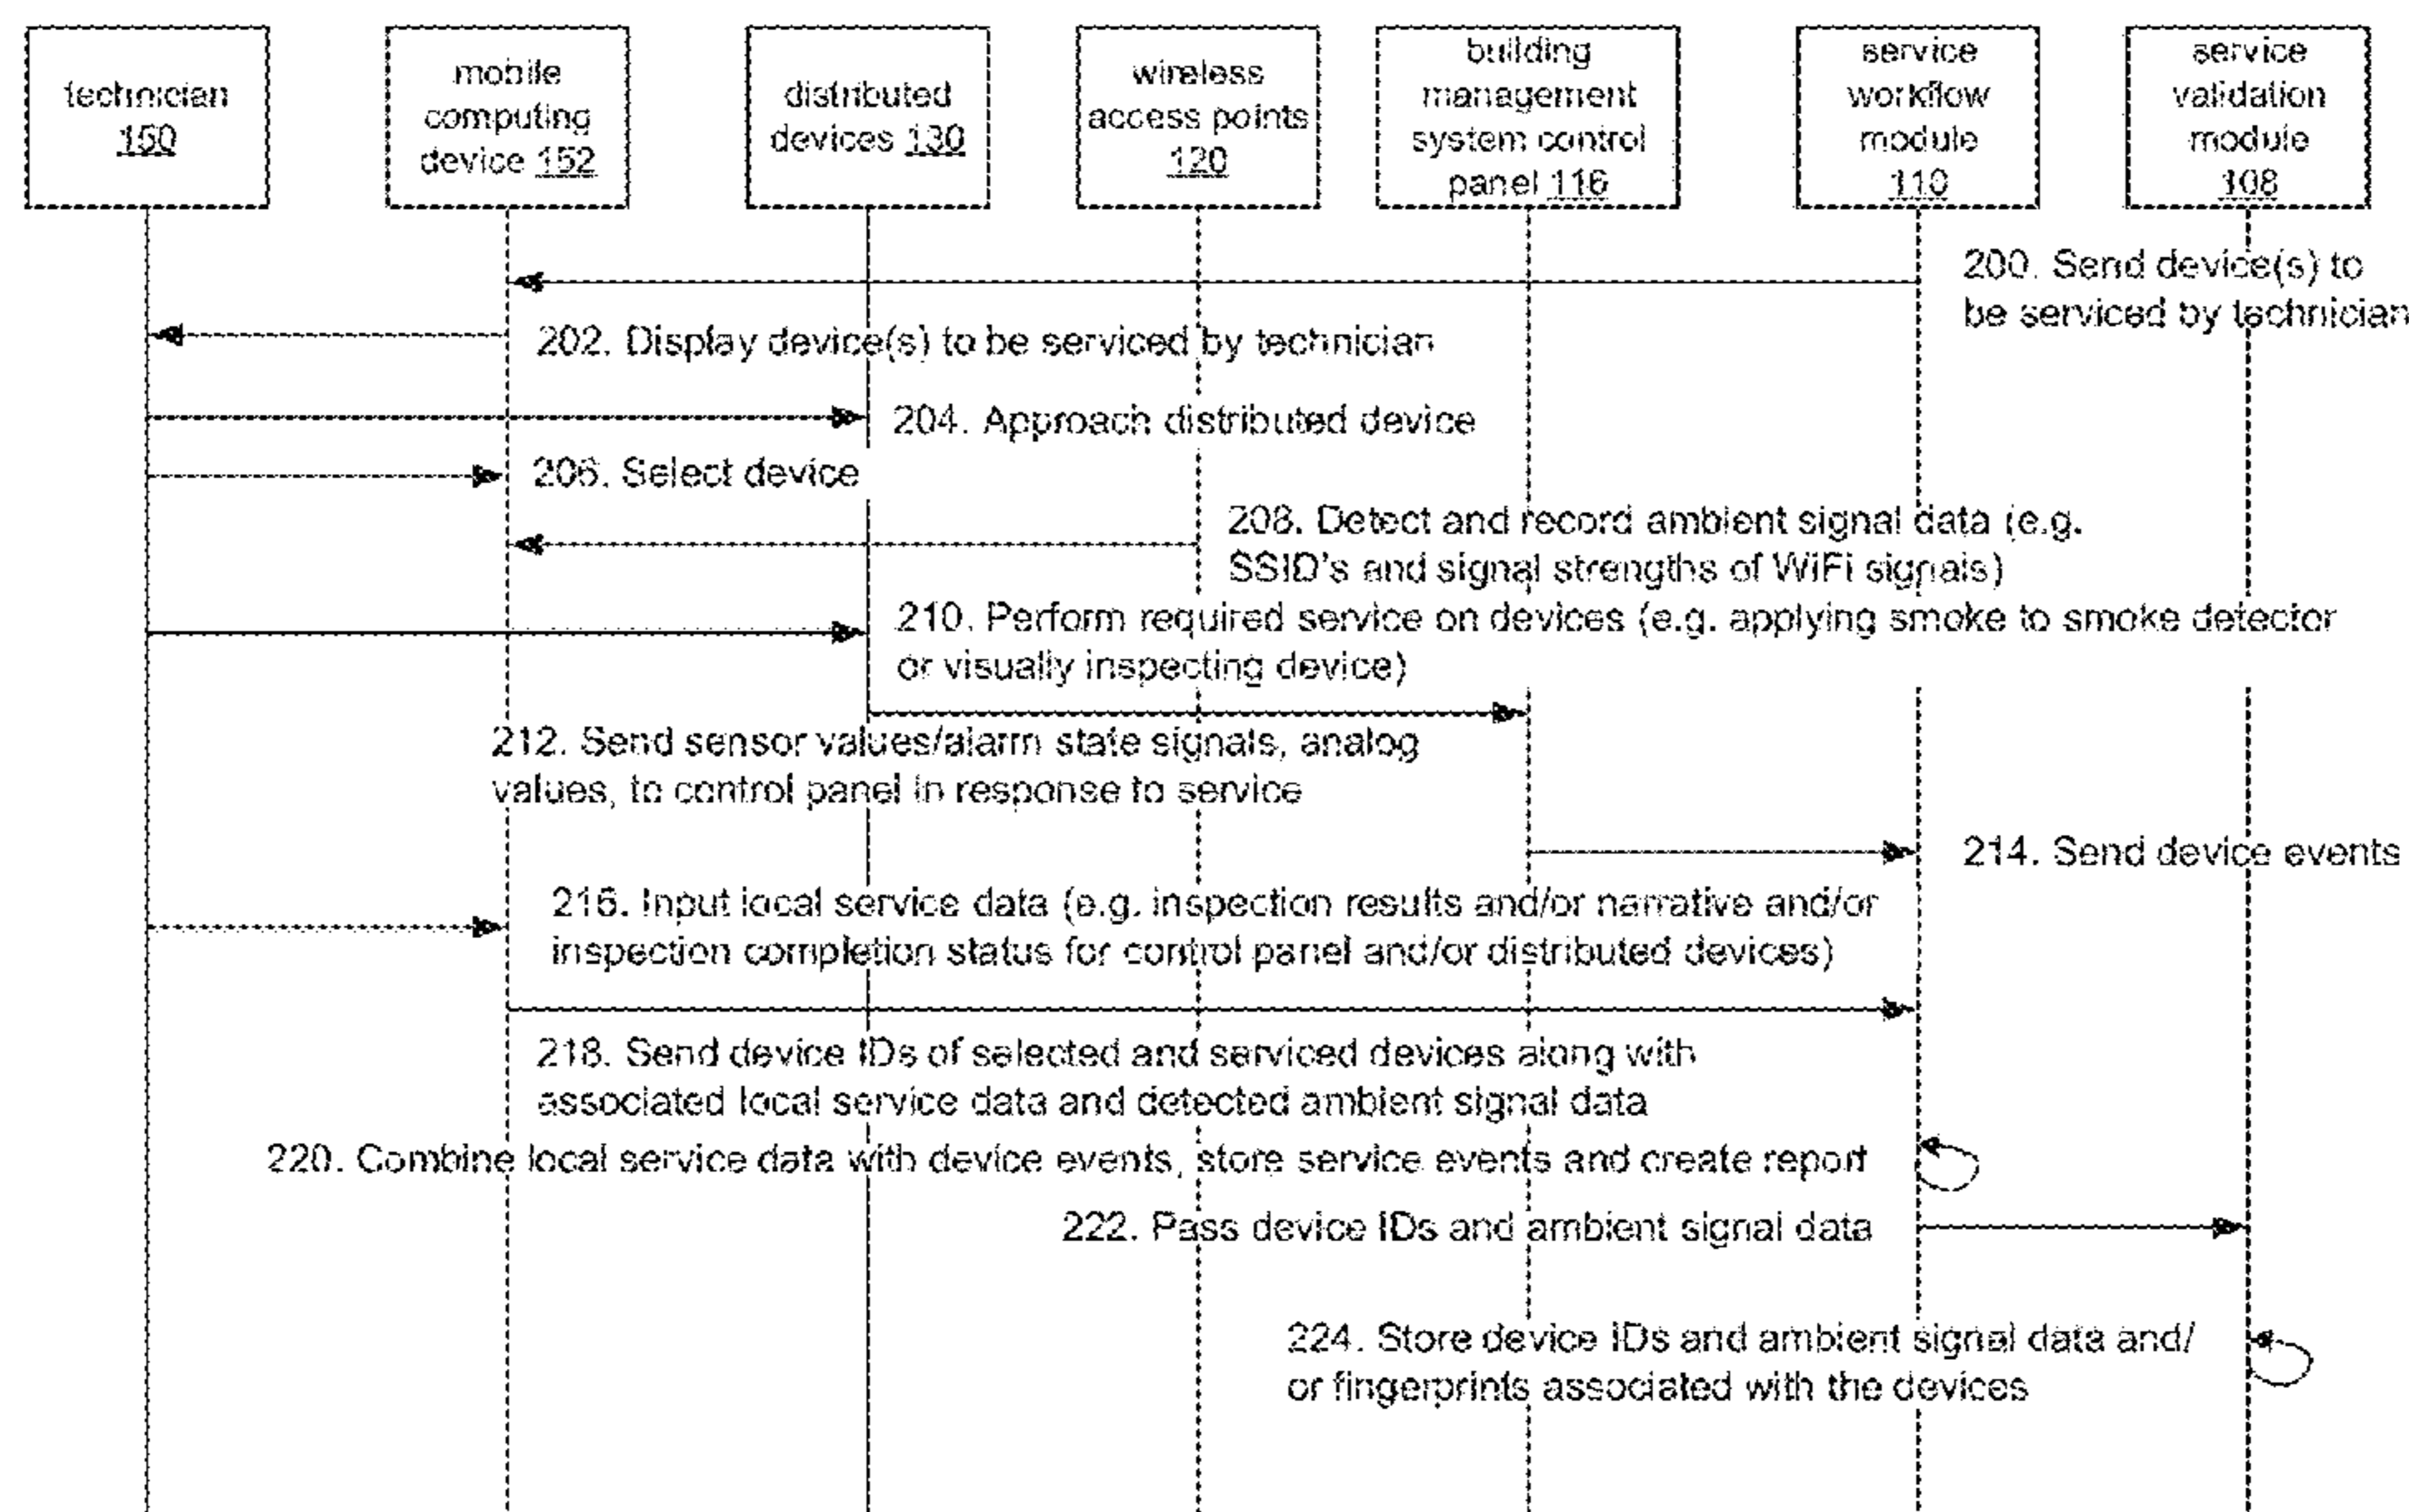 technician
150
mobile
computing
device 152
distributed
devices 130
wireless
access points
120
building
management
system control
panel 116
service
workflow
module
110
service
validation
module
108
200. Send device(s) to
be serviced by technician
202. Display device(s) to be serviced by technician
204. Approach distributed device
206. Select device
208. Detect and record ambient signal data (e.g.
SSID's and signal strengths of WiFi signals)
210. Perform required service on devices (e.g. applying smoke to smoke detector
or visually inspecting device)
212. Send sensor values/alarm state signals, analog
values, to control panel in response to service
214. Send device events
216. Input local service data (e.g. inspection results and/or narrative and/or
inspection completion status for control panel and/or distributed devices)
218. Send device IDs of selected and serviced devices along with
associated local service data and detected ambient signal data
220. Combine local service data with device events, store service events and create report
222. Pass device IDs and ambient signal data
224. Store device IDs and ambient signal data and/
or fingerprints associated with the devices